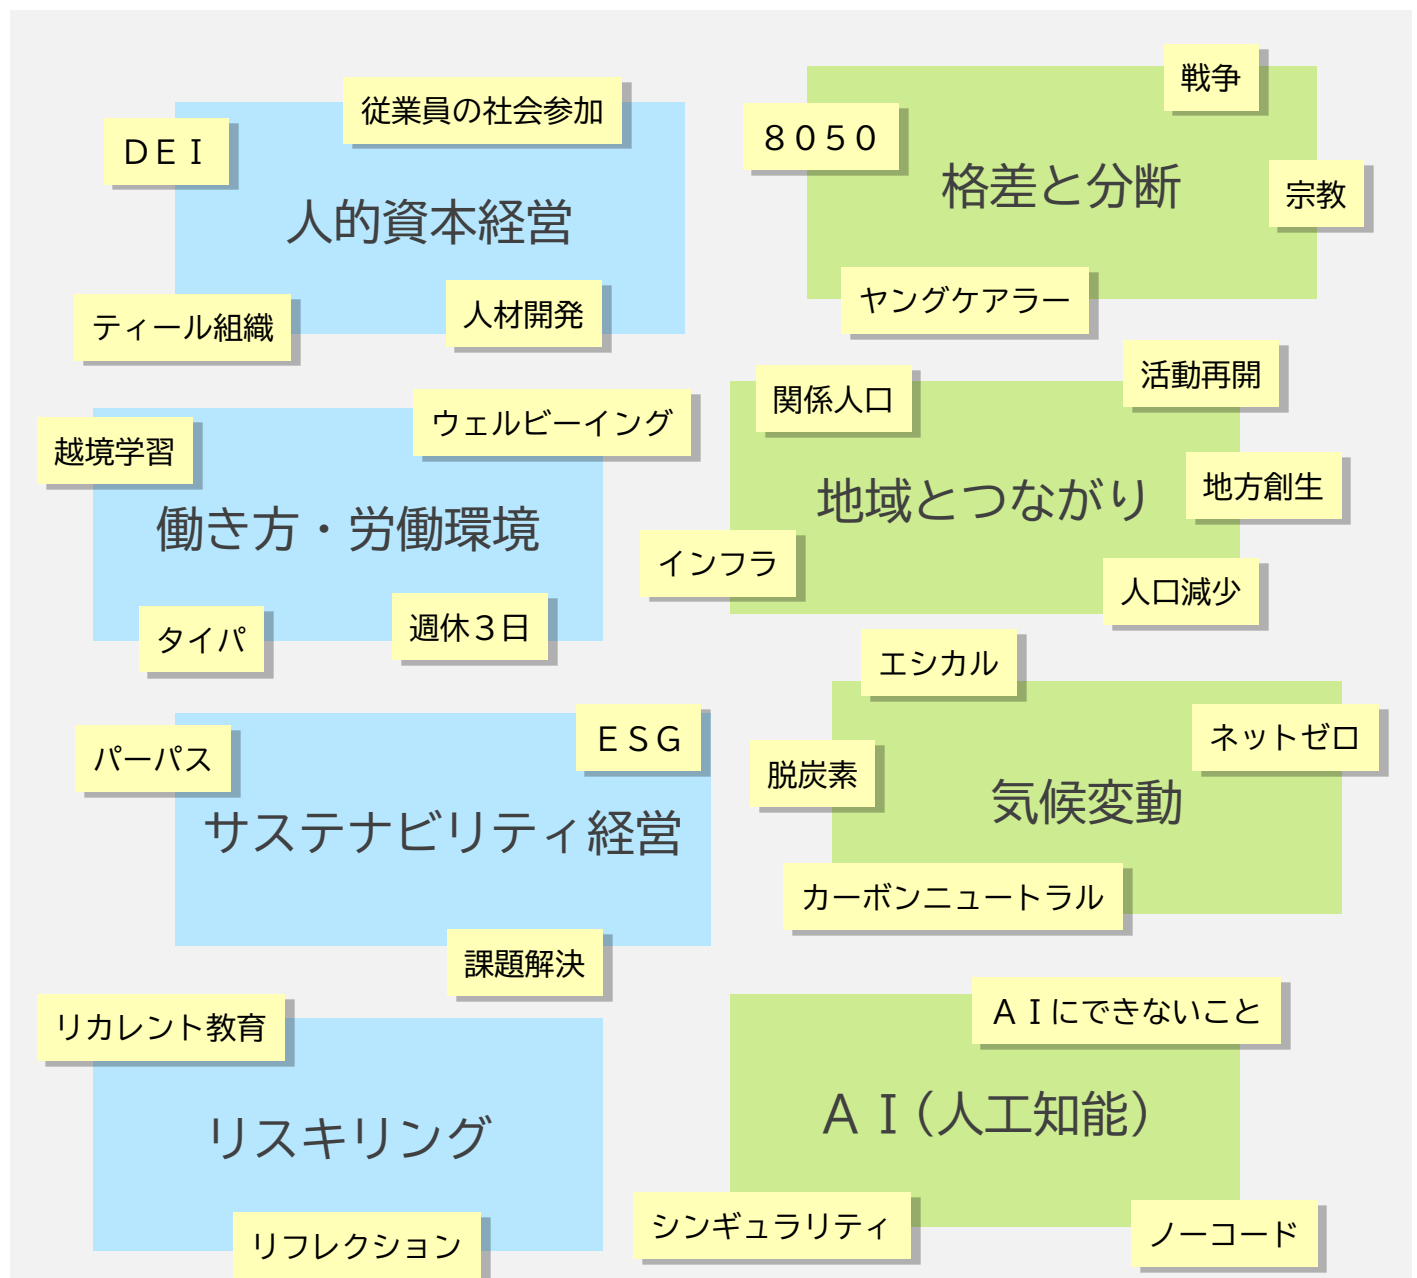 従業員の社会参加
ＤＥＩ
人的資本経営
ティール組織
人材開発
ウェルビーイング
越境学習
働き方・労働環境
タイパ
週休３日
パーパス
ＥＳＧ
サステナビリティ経営
課題解決
リカレント教育
リスキリング
リフレクション
戦争
８０５０
格差と分断
宗教
ヤングケアラー
活動再開
関係人口
地域とつながり
地方創生
インフラ
人口減少
エシカル
ネットゼロ
脱炭素
気候変動
カーボンニュートラル
ＡＩにできないこと
ＡＩ（人工知能）
シンギュラリティ
ノーコード